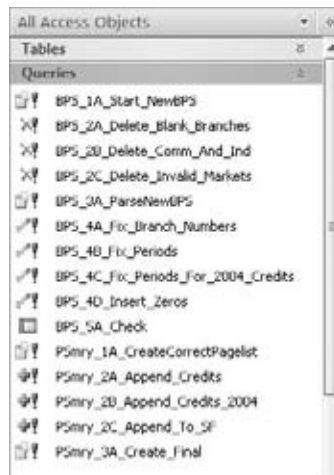 All Access Objects
Tables
Queries
BPS_1A_Start_NewBPS
BPS_2A_Delete_Blank_Branches
BPS_2B_Delete_Comm_And_Ind
BPS_2C_Delete_Invalid_Markets
BPS_3A_ParseNewBPS
BPS_4A_Fix_Branch_Numbers
BPS_4B_Fix_Periods
BPS_4C_Fix_Periods_For_2004_Credits
BPS_4D_Insert_Zeros
BPS_5A_Check
PSmry_1A_CreateCorrectPagelist
PSmry_2A_Append_Credits
PSmry_2B_Append_Credits_2004
PSmry_2C_Append_To_SF
PSmry_3A_Create_Final